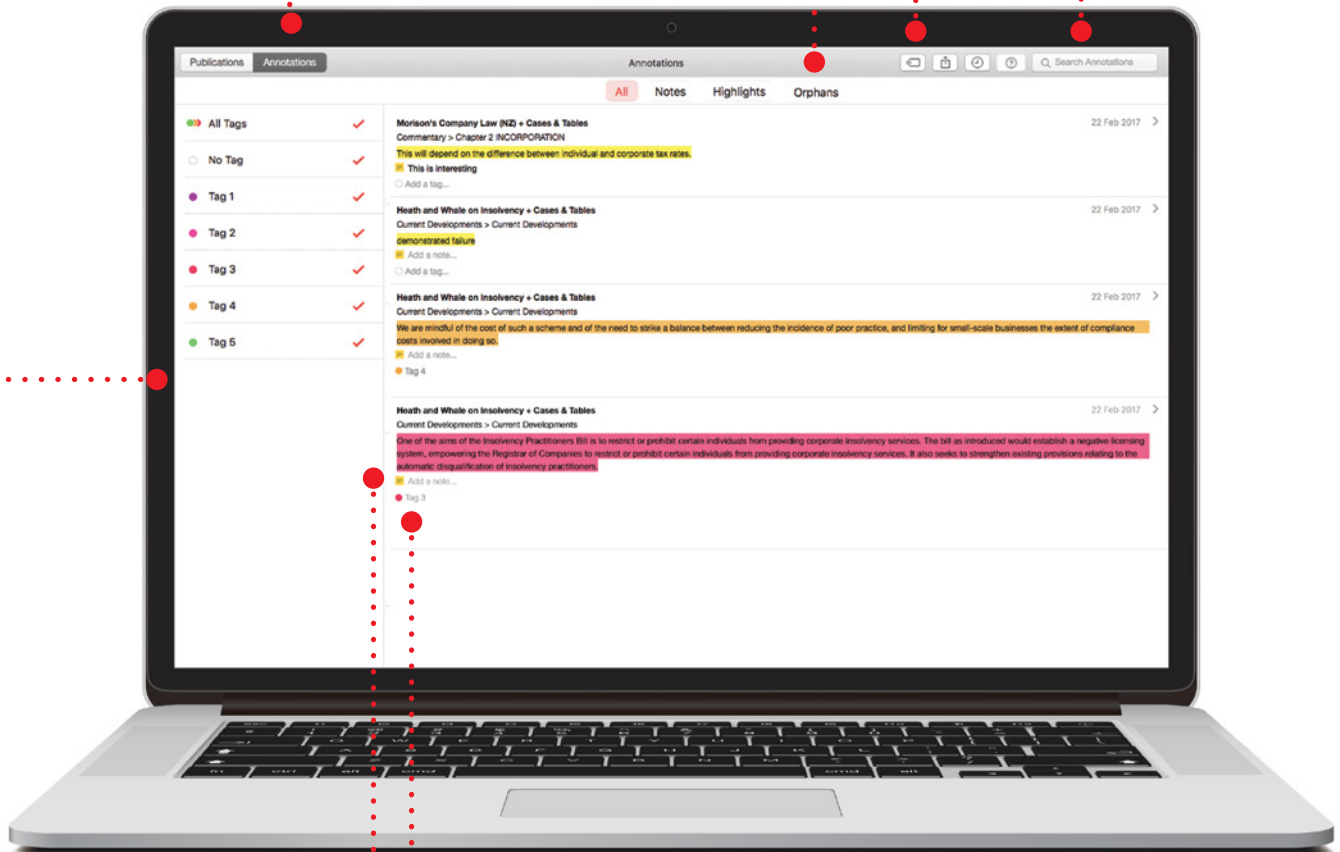 Publications Annotations Annotations Search Annotations
All Notes Highlights Orphans
All Tags
No Tag
Tag 1
Tag 2
Tag 3
Tag 4
Tag 5
Morison's Company Law (NZ) + Cases & Tables 22 Feb 2017
Commentary > Chapter 2 INCORPORATION
This will depend on the difference between individual and corporate tax rates.
This is interesting
Add a tag...
Heath and Whale on Insolvency + Cases & Tables 22 Feb 2017
Current Developments > Current Developments
demonstrated failure
Add a note...
Add a tag...
Heath and Whale on Insolvency + Cases & Tables 22 Feb 2017
Current Developments > Current Developments
We are mindful of the cost of such a scheme and of the need to strike a balance between reducing the incidence of poor practice, and limiting for small-scale businesses the extent of compliance
costs involved in doing so.
Add a note...
Tag 4
Heath and Whale on Insolvency + Cases & Tables 22 Feb 2017
Current Developments > Current Developments
One of the aims of the Insolvency Practitioners Bill is to restrict or prohibit certain individuals from providing corporate insolvency services. The bill as introduced would establish a negative licensing
system, empowering the Registrar of Companies to restrict or prohibit certain individuals from providing corporate insolvency services. It also seeks to strengthen existing provisions relating to the
automatic disqualification of insolvency practitioners.
Add a note...
Tag 3
fn ctrl alt cmd cmd alt